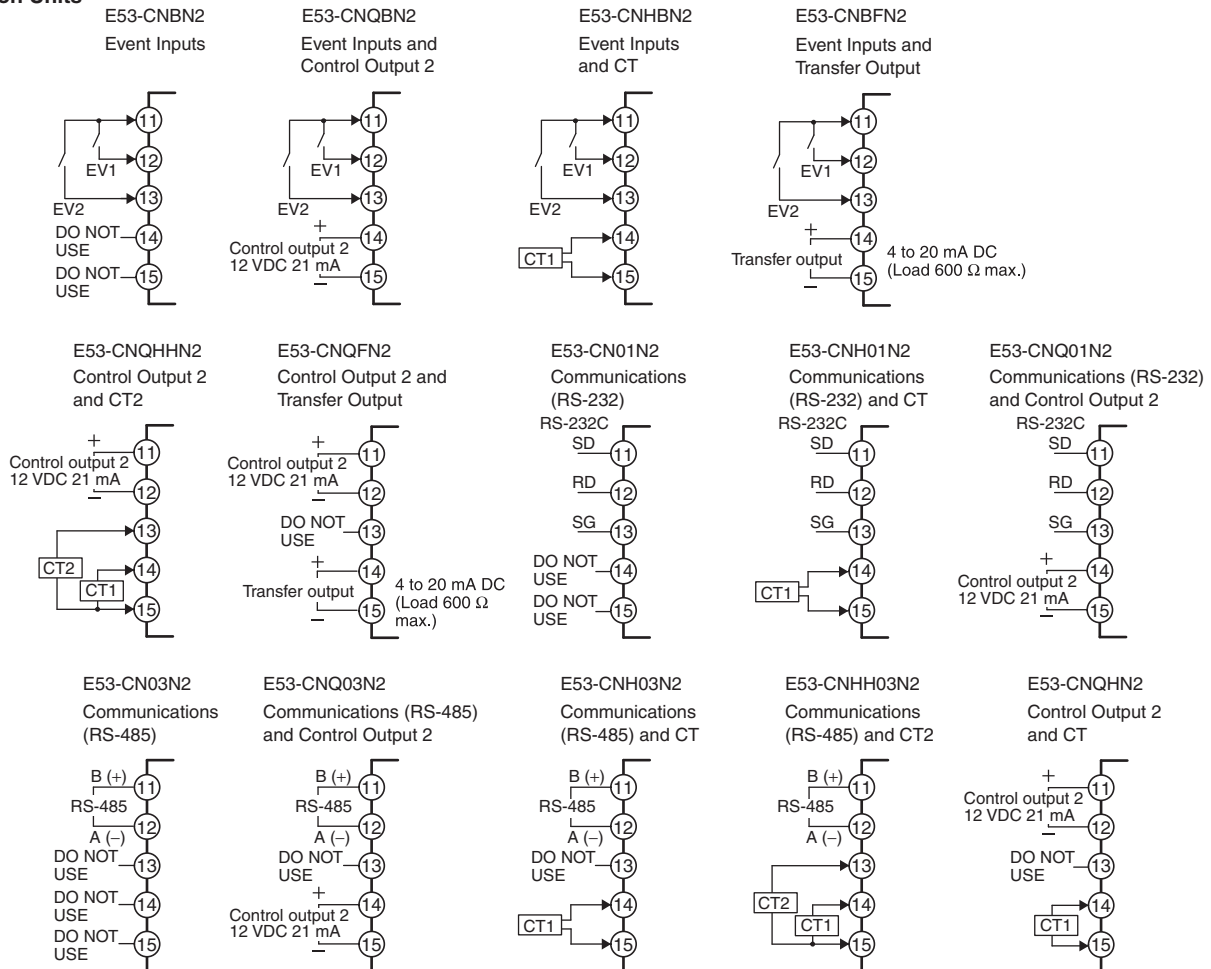 E53-CNBN2
Event Inputs
11
12
EV1
13
EV2
DO NOT
USE
14
DO NOT
USE
15
E53-CNQBN2
Event Inputs and
Control Output 2
11
12
EV1
13
EV2
+
14
Control output 2
12 VDC 21 mA
15
–
E53-CNHBN2
Event Inputs
and CT
11
12
EV1
13
EV2
14
CT1
15
E53-CNBFN2
Event Inputs and
Transfer Output
11
12
EV1
13
EV2
+
14
Transfer output
4 to 20 mA DC
(Load 600 Ω max.)
15
–
E53-CNQHHN2
Control Output 2
and CT2
+
11
Control output 2
12 VDC 21 mA
12
–
13
CT2
14
CT1
15
E53-CNQFN2
Control Output 2 and
Transfer Output
+
11
Control output 2
12 VDC 21 mA
12
–
DO NOT
USE
13
+
14
Transfer output
4 to 20 mA DC
(Load 600 Ω
max.)
15
–
E53-CN01N2
Communications
(RS-232)
RS-232C
SD
11
RD
12
SG
13
DO NOT
USE
14
DO NOT
USE
15
E53-CNH01N2
Communications
(RS-232) and CT
RS-232C
SD
11
RD
12
SG
13
14
CT1
15
E53-CNQ01N2
Communications (RS-232)
and Control Output 2
RS-232C
SD
11
RD
12
SG
13
+
14
Control output 2
12 VDC 21 mA
15
–
E53-CN03N2
Communications
(RS-485)
B (+)
11
RS-485
12
A (–)
DO NOT
USE
13
DO NOT
USE
14
DO NOT
USE
15
E53-CNQ03N2
Communications (RS-485)
and Control Output 2
B (+)
11
RS-485
12
A (–)
DO NOT
USE
13
+
14
Control output 2
12 VDC 21 mA
15
–
E53-CNH03N2
Communications
(RS-485) and CT
B (+)
11
RS-485
12
A (–)
DO NOT
USE
13
14
CT1
15
E53-CNHH03N2
Communications
(RS-485) and CT2
B (+)
11
RS-485
12
A (–)
13
CT2
14
CT1
15
E53-CNQHN2
Control Output 2
and CT
+
11
Control output 2
12 VDC 21 mA
12
–
DO NOT
USE
13
14
CT1
15